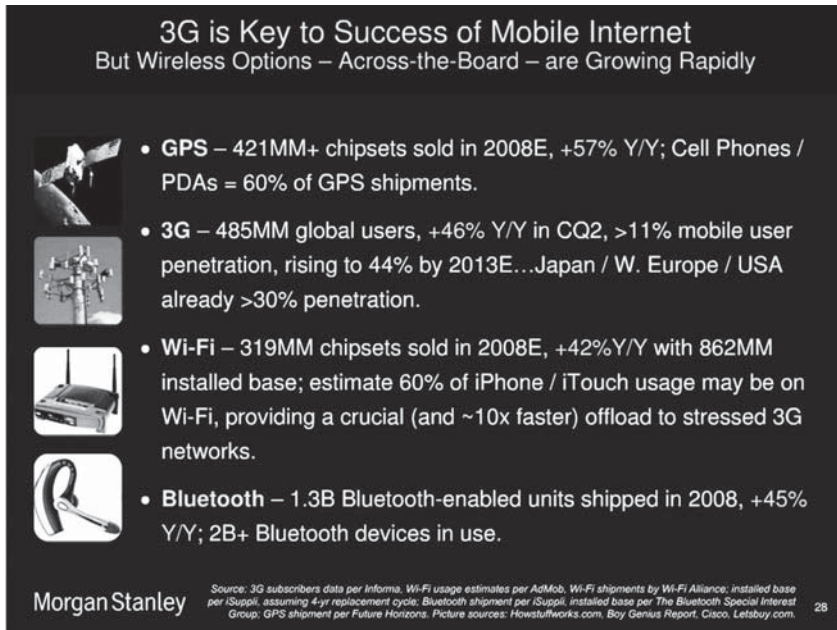 3G is Key to Success of Mobile Internet
But Wireless Options – Across-the-Board – are Growing Rapidly
• GPS – 421MM+ chipsets sold in 2008E, +57% Y/Y; Cell Phones /
PDAs = 60% of GPS shipments.
• 3G – 485MM global users, +46% Y/Y in CQ2, >11% mobile user
penetration, rising to 44% by 2013E…Japan / W. Europe / USA
already >30% penetration.
• Wi-Fi – 319MM chipsets sold in 2008E, +42%Y/Y with 862MM
installed base; estimate 60% of iPhone / iTouch usage may be on
Wi-Fi, providing a crucial (and ~10x faster) offload to stressed 3G
networks.
• Bluetooth – 1.3B Bluetooth-enabled units shipped in 2008, +45%
Y/Y; 2B+ Bluetooth devices in use.
Morgan Stanley
Source: 3G subscribers data per Informa, Wi-Fi usage estimates per AdMob, Wi-Fi shipments by Wi-Fi Alliance; installed base
per iSuppli, assuming 4-yr replacement cycle; Bluetooth shipment per iSuppli, installed base per The Bluetooth Special Interest
Group; GPS shipment per Future Horizons. Picture sources: Howstuffworks.com, Boy Genius Report, Cisco, Letsbuy.com.
28